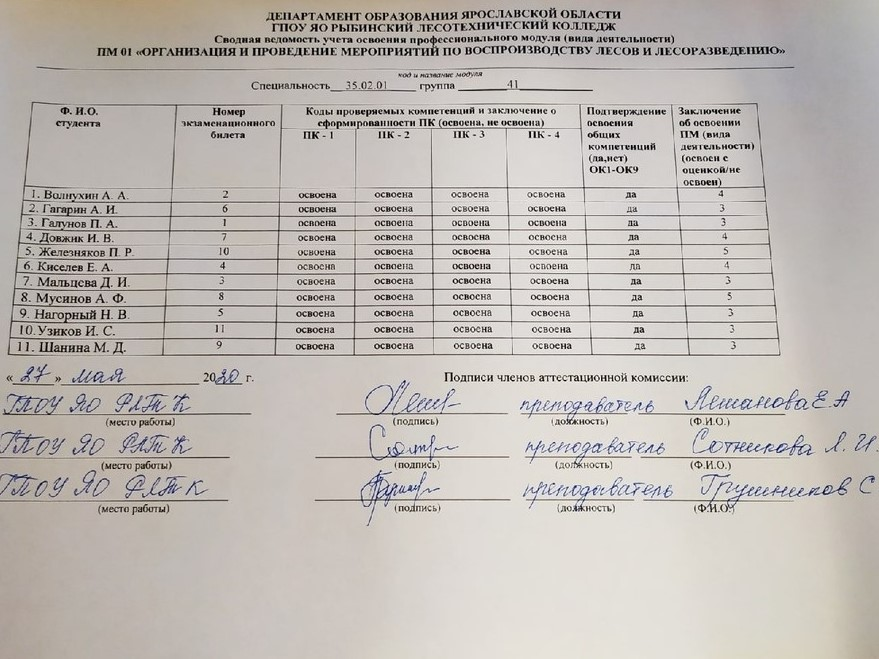 ДЕПАРТАМЕНТ ОБРАЗОВАНИЯ ЯРОСЛАВСКОЙ ОБЛАСТИ
ГПОУ ЯО РЫБИНСКИЙ ЛЕСОТЕХНИЧЕСКИЙ КОЛЛЕДЖ
Сводная ведомость учета освоения профессионального модуля (вида деятельности)
ПМ 01 «ОРГАНИЗАЦИЯ И ПРОВЕДЕНИЕ МЕРОПРИЯТИЙ ПО ВОСПРОИЗВОДСТВУ ЛЕСОВ И ЛЕСОРАЗВЕДЕНИЮ»
код и название модуля
Специальность 35.02.01 группа 41
Ф. И.О. студента
Номер экзаменационного билета
Коды проверяемых компетенций и заключение о сформированности ПК (освоена, не освоена)
ПК - 1 ПК - 2 ПК - 3 ПК - 4
Подтверждение освоения общих компетенций (да,нет) ОК1-ОК9
Заключение об освоении ПМ (вида деятельности) (освоен с оценкой/не освоен)
1. Волнухин А. А. 2 освоена освоена освоена освоена да 4
2. Гагарин А. И. 6 освоена освоена освоена освоена да 3
3. Галунов П. А. 1 освоена освоена освоена освоена да 3
4. Довжик И. В. 7 освоена освоена освоена освоена да 4
5. Железняков П. Р. 10 освоена освоена освоена освоена да 5
6. Киселев Е. А. 4 освоена освоена освоена освоена да 4
7. Мальцева Д. И. 3 освоена освоена освоена освоена да 3
8. Мусинов А. Ф. 8 освоена освоена освоена освоена да 5
9. Нагорный Н. В. 5 освоена освоена освоена освоена да 3
10.Узиков И. С. 11 освоена освоена освоена освоена да 3
11. Шанина М. Д. 9 освоена освоена освоена освоена да 3
« 27 » мая 2020 г. Подписи членов аттестационной комиссии:
ГПОУ ЯО РЛТК преподаватель Е А
(место работы) (подпись) (должность) (Ф.И.О.)
ГПОУ ЯО РЛТК преподаватель Сотникова Л. И.
(место работы) (подпись) (должность) (Ф.И.О.)
ГПОУ ЯО РЛТК преподаватель С
(место работы) (подпись) (должность) (Ф.И.О.)